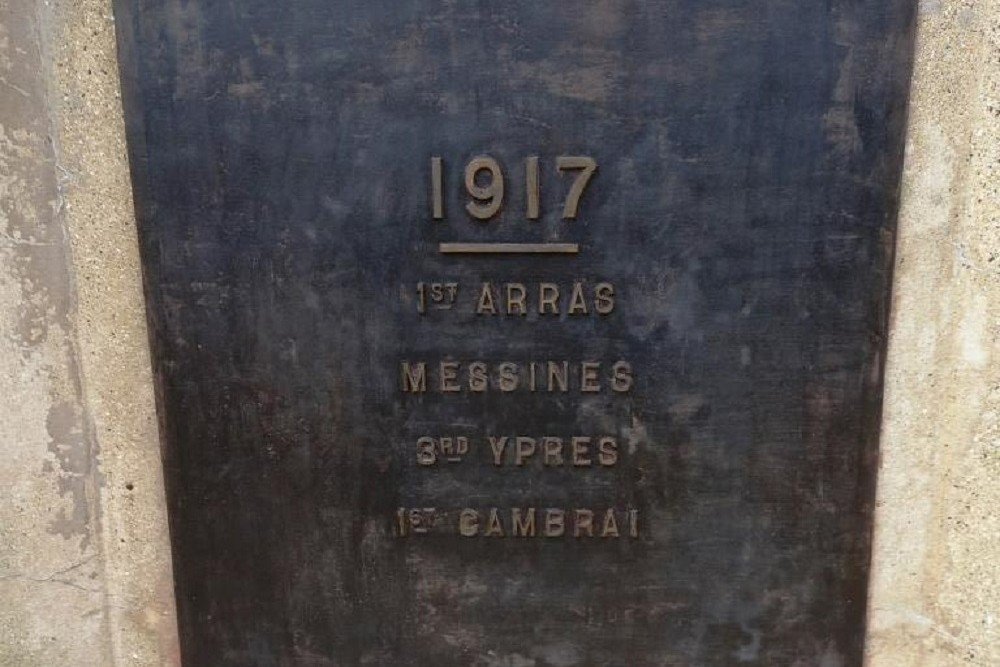 1917
1ST ARRAS
MESSINES
3RD YPRES
1ST CAMBRAI